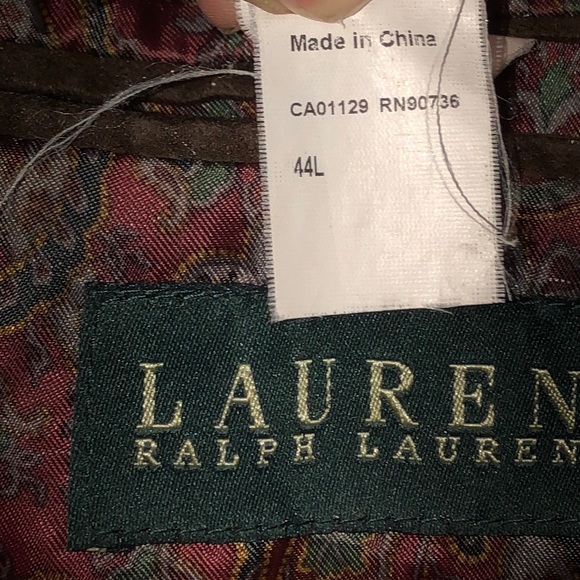 Made in China
CA01129 RN90736
44L
LAUREN
RALPH LAUREN